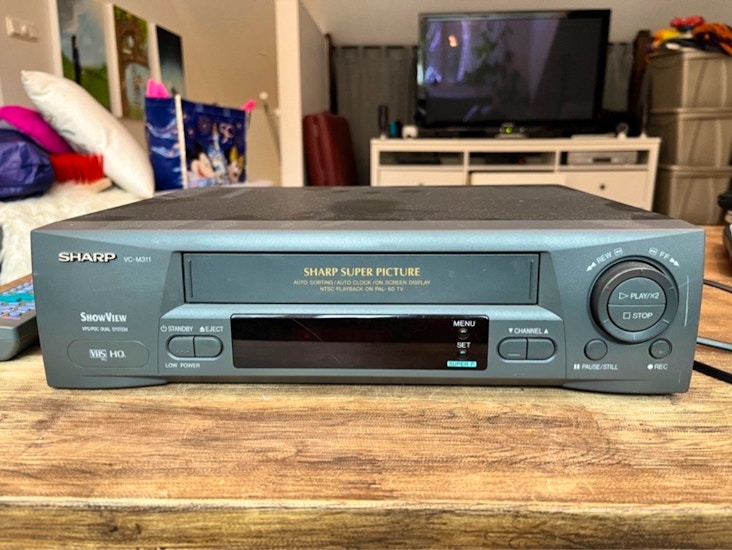 SHARP VC-M311
SHARP SUPER PICTURE
AUTO SORTING/AUTO CLOCK/ON SCREEN DISPLAY
NTSC PLAYBACK ON PAL-60 TV
SHOWVIEW
VPS/PDC DUAL SYSTEM
VHS HQ
STANDBY EJECT
LOW POWER
MENU
SET
SUPER P
CHANNEL
REW FF
PLAY/X2
STOP
PAUSE/STILL REC